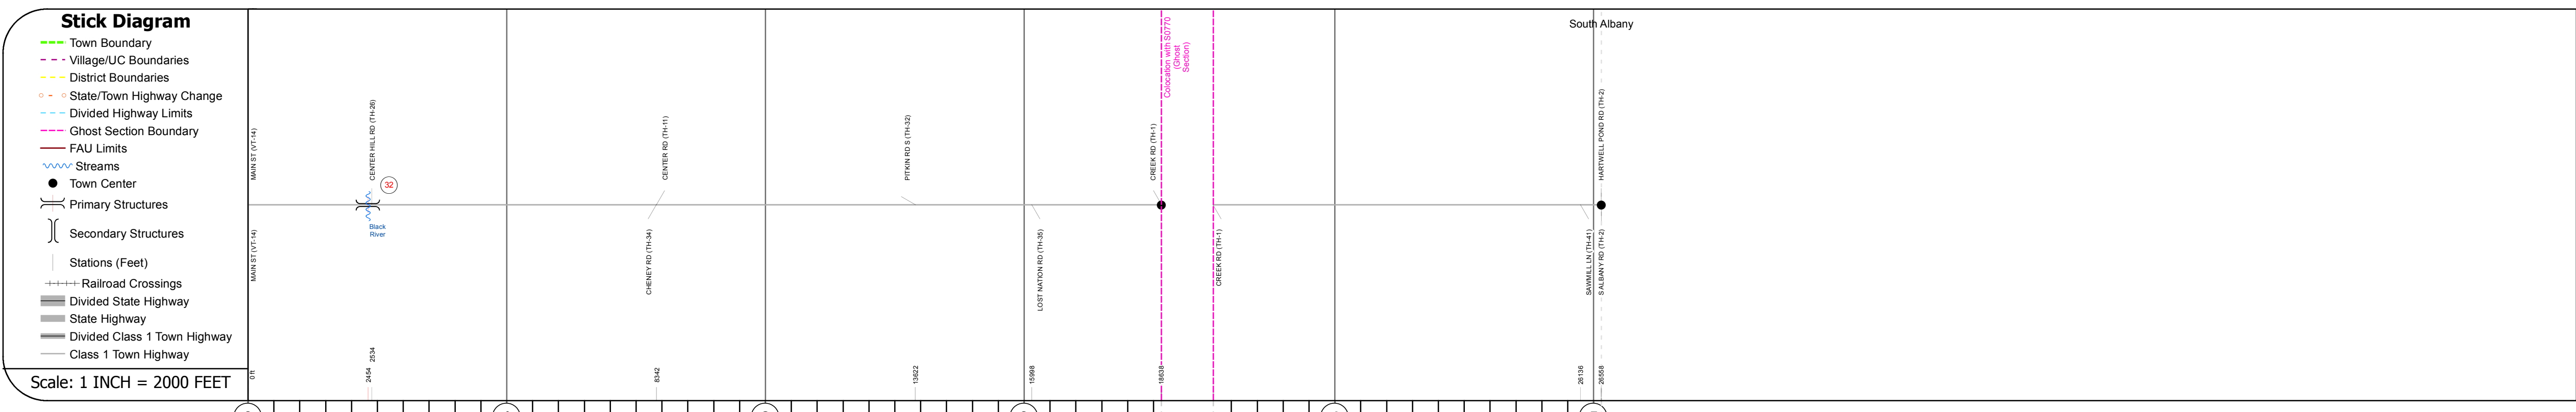 Stick Diagram
Town Boundary
Village/UC Boundaries
District Boundaries
State/Town Highway Change
Divided Highway Limits
Ghost Section Boundary
FAU Limits
Streams
Town Center
Primary Structures
Secondary Structures
Stations (Feet)
Railroad Crossings
Divided State Highway
State Highway
Divided Class 1 Town Highway
Class 1 Town Highway
Scale: 1 INCH = 2000 FEET
MAIN ST (VT-14)
MAIN ST (VT-14)
0 ft
CENTER HILL RD (TH-26)
32
Black
River
2454
2534
CENTER RD (TH-11)
CHENEY RD (TH-34)
8342
PITKIN RD S (TH-32)
13622
LOST NATION RD (TH-35)
15998
CREEK RD (TH-1)
Colocation with S0770
(Ghost
Section)
18638
CREEK RD (TH-1)
South Albany
HARTWELL POND RD (TH-2)
SAWMILL LN (TH-41)
S ALBANY RD (TH-2)
26136
26558